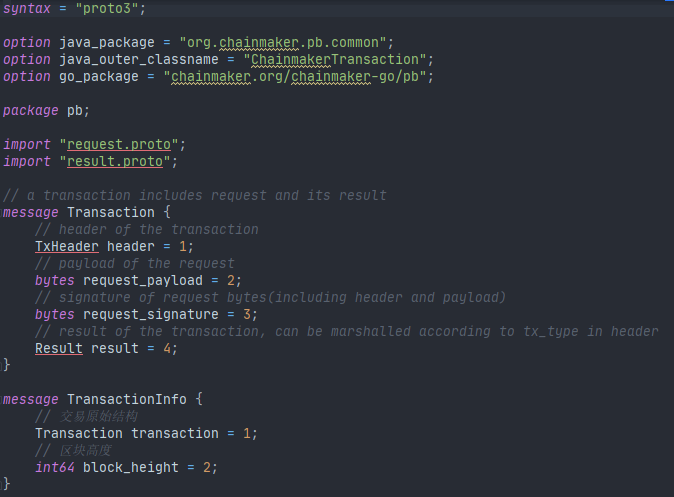 syntax = "proto3";

option java_package = "org.chainmaker.pb.common";
option java_outer_classname = "ChainmakerTransaction";
option go_package = "chainmaker.org/chainmaker-go/pb";

package pb;

import "request.proto";
import "result.proto";

// a transaction includes request and its result
message Transaction {
    // header of the transaction
    TxHeader header = 1;
    // payload of the request
    bytes request_payload = 2;
    // signature of request bytes(including header and payload)
    bytes request_signature = 3;
    // result of the transaction, can be marshalled according to tx_type in header
    Result result = 4;
}

message TransactionInfo {
    // 交易原始结构
    Transaction transaction = 1;
    // 区块高度
    int64 block_height = 2;
}